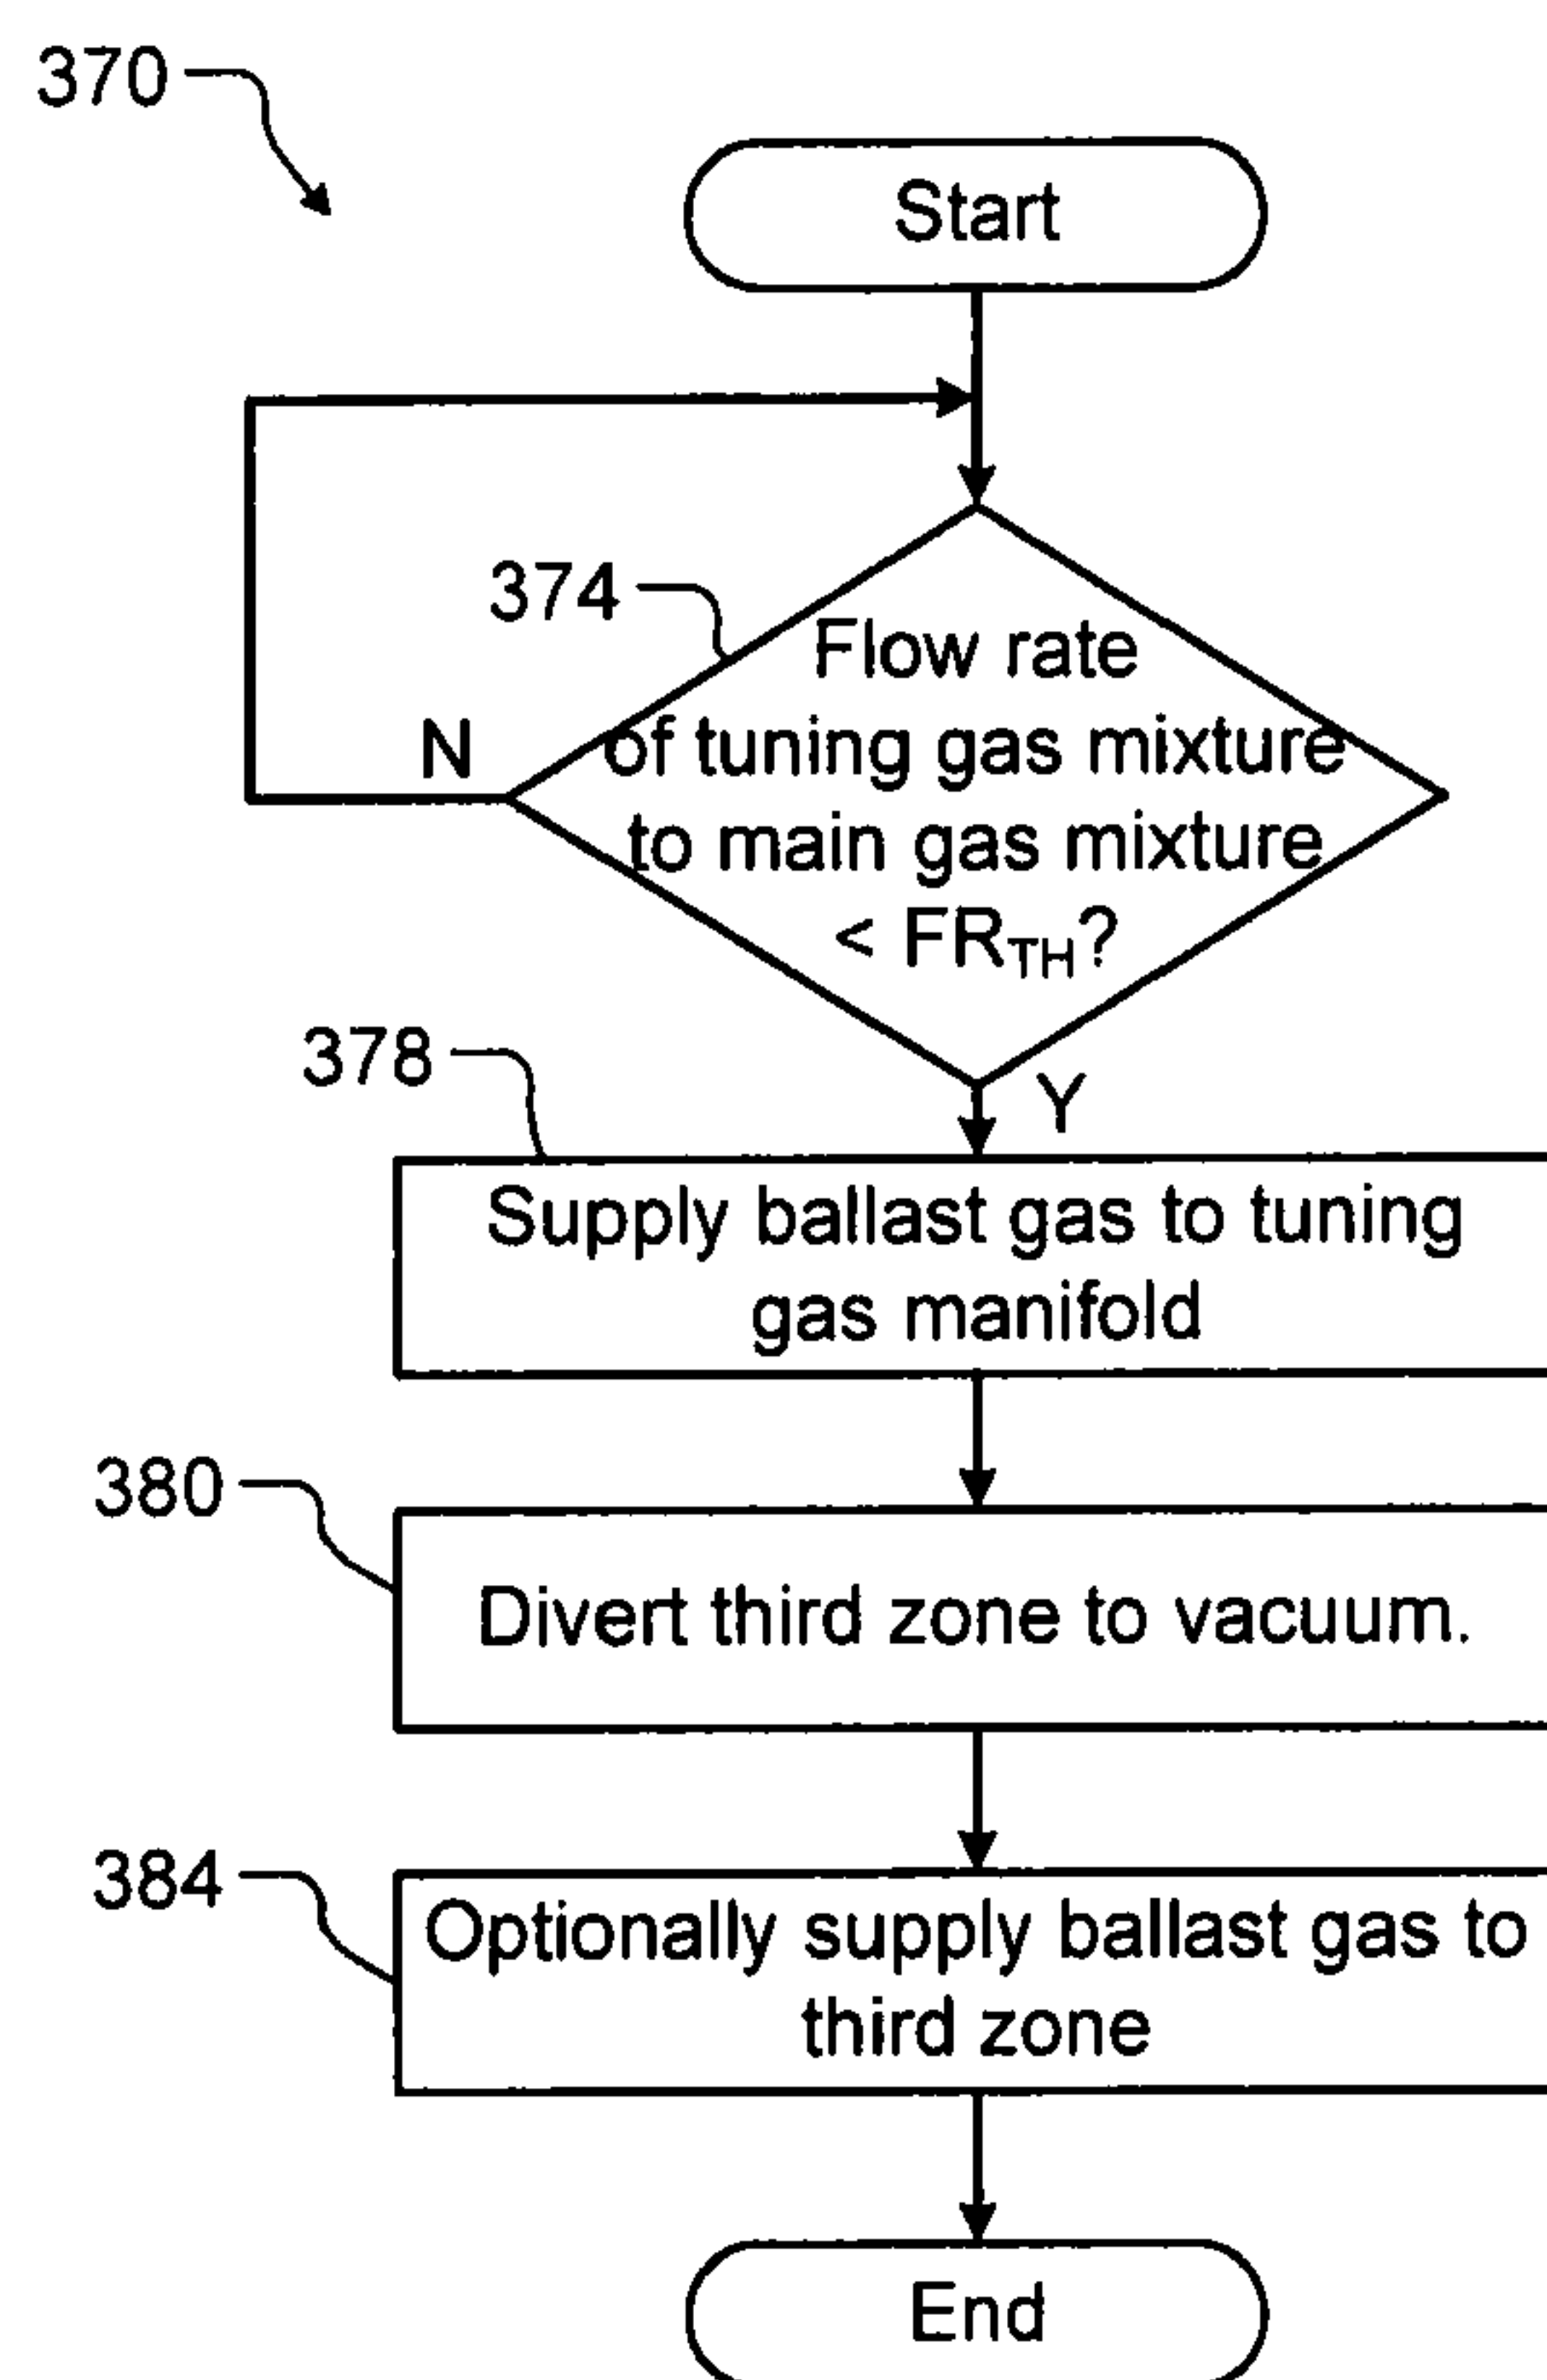 370
Start
374
Flow rate
of tuning gas mixture
to main gas mixture
< FRTH?
N
Y
378
Supply ballast gas to tuning
gas manifold
380
Divert third zone to vacuum.
384
Optionally supply ballast gas to
third zone
End